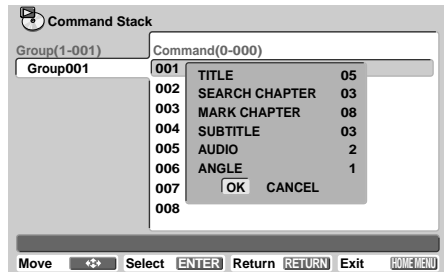 Command Stack
Group(1-001) Command(0-000)
Group001
001
002
003
004
005
006
007
008
TITLE 05
SEARCH CHAPTER 03
MARK CHAPTER 08
SUBTITLE 03
AUDIO 2
ANGLE 1
OK CANCEL
Move Select ENTER Return RETURN Exit HOME MENU